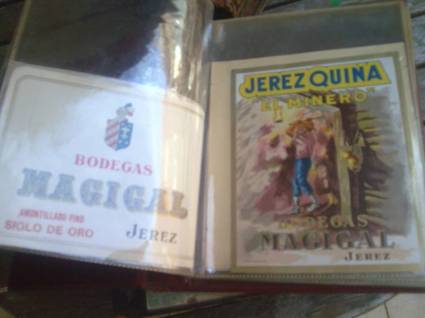 BODEGAS
MAGIGAL
AMONTILLADO FINO
SIGLO DE ORO
JEREZ
JEREZ QUINA
"EL MINERO"
BODEGAS
MAGIGAL
JEREZ